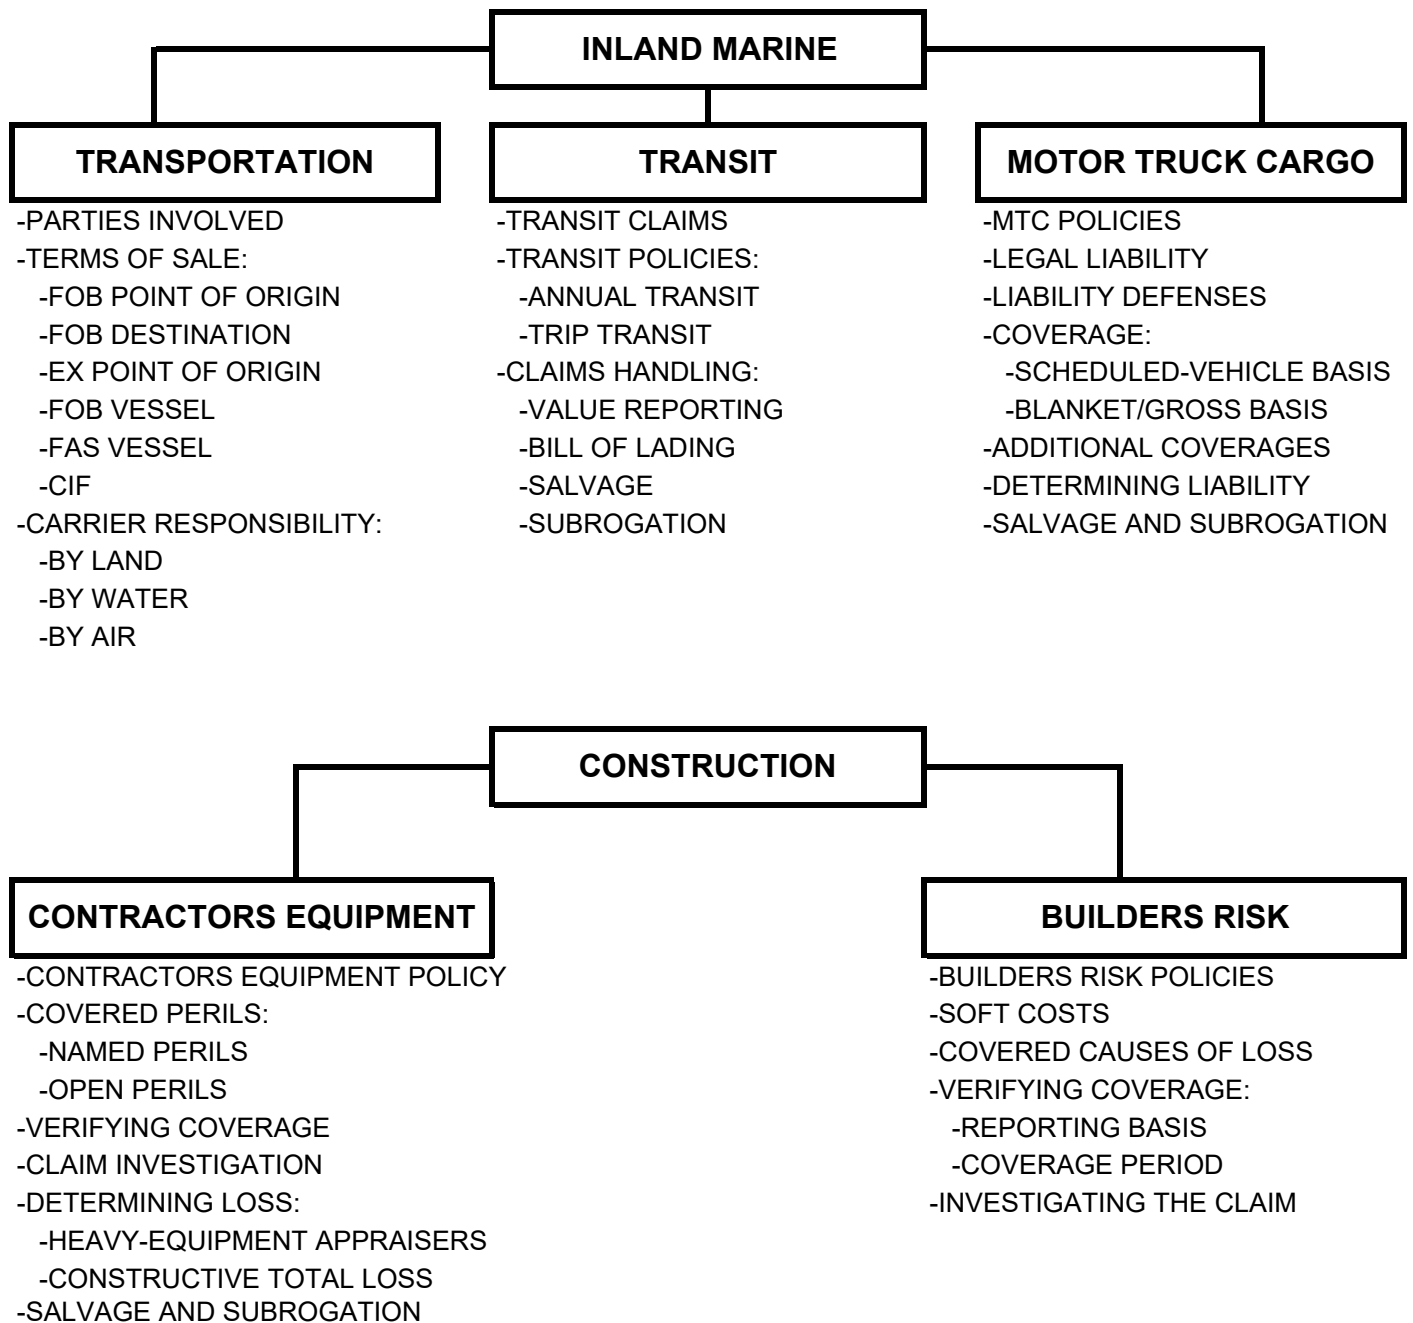 INLAND MARINE
TRANSPORTATION
-PARTIES INVOLVED
-TERMS OF SALE:
-FOB POINT OF ORIGIN
-FOB DESTINATION
-EX POINT OF ORIGIN
-FOB VESSEL
-FAS VESSEL
-CIF
-CARRIER RESPONSIBILITY:
-BY LAND
-BY WATER
-BY AIR
TRANSIT
-TRANSIT CLAIMS
-TRANSIT POLICIES:
-ANNUAL TRANSIT
-TRIP TRANSIT
-CLAIMS HANDLING:
-VALUE REPORTING
-BILL OF LADING
-SALVAGE
-SUBROGATION
MOTOR TRUCK CARGO
-MTC POLICIES
-LEGAL LIABILITY
-LIABILITY DEFENSES
-COVERAGE:
-SCHEDULED-VEHICLE BASIS
-BLANKET/GROSS BASIS
-ADDITIONAL COVERAGES
-DETERMINING LIABILITY
-SALVAGE AND SUBROGATION
CONSTRUCTION
CONTRACTORS EQUIPMENT
-CONTRACTORS EQUIPMENT POLICY
-COVERED PERILS:
-NAMED PERILS
-OPEN PERILS
-VERIFYING COVERAGE
-CLAIM INVESTIGATION
-DETERMINING LOSS:
-HEAVY-EQUIPMENT APPRAISERS
-CONSTRUCTIVE TOTAL LOSS
-SALVAGE AND SUBROGATION
BUILDERS RISK
-BUILDERS RISK POLICIES
-SOFT COSTS
-COVERED CAUSES OF LOSS
-VERIFYING COVERAGE:
-REPORTING BASIS
-COVERAGE PERIOD
-INVESTIGATING THE CLAIM